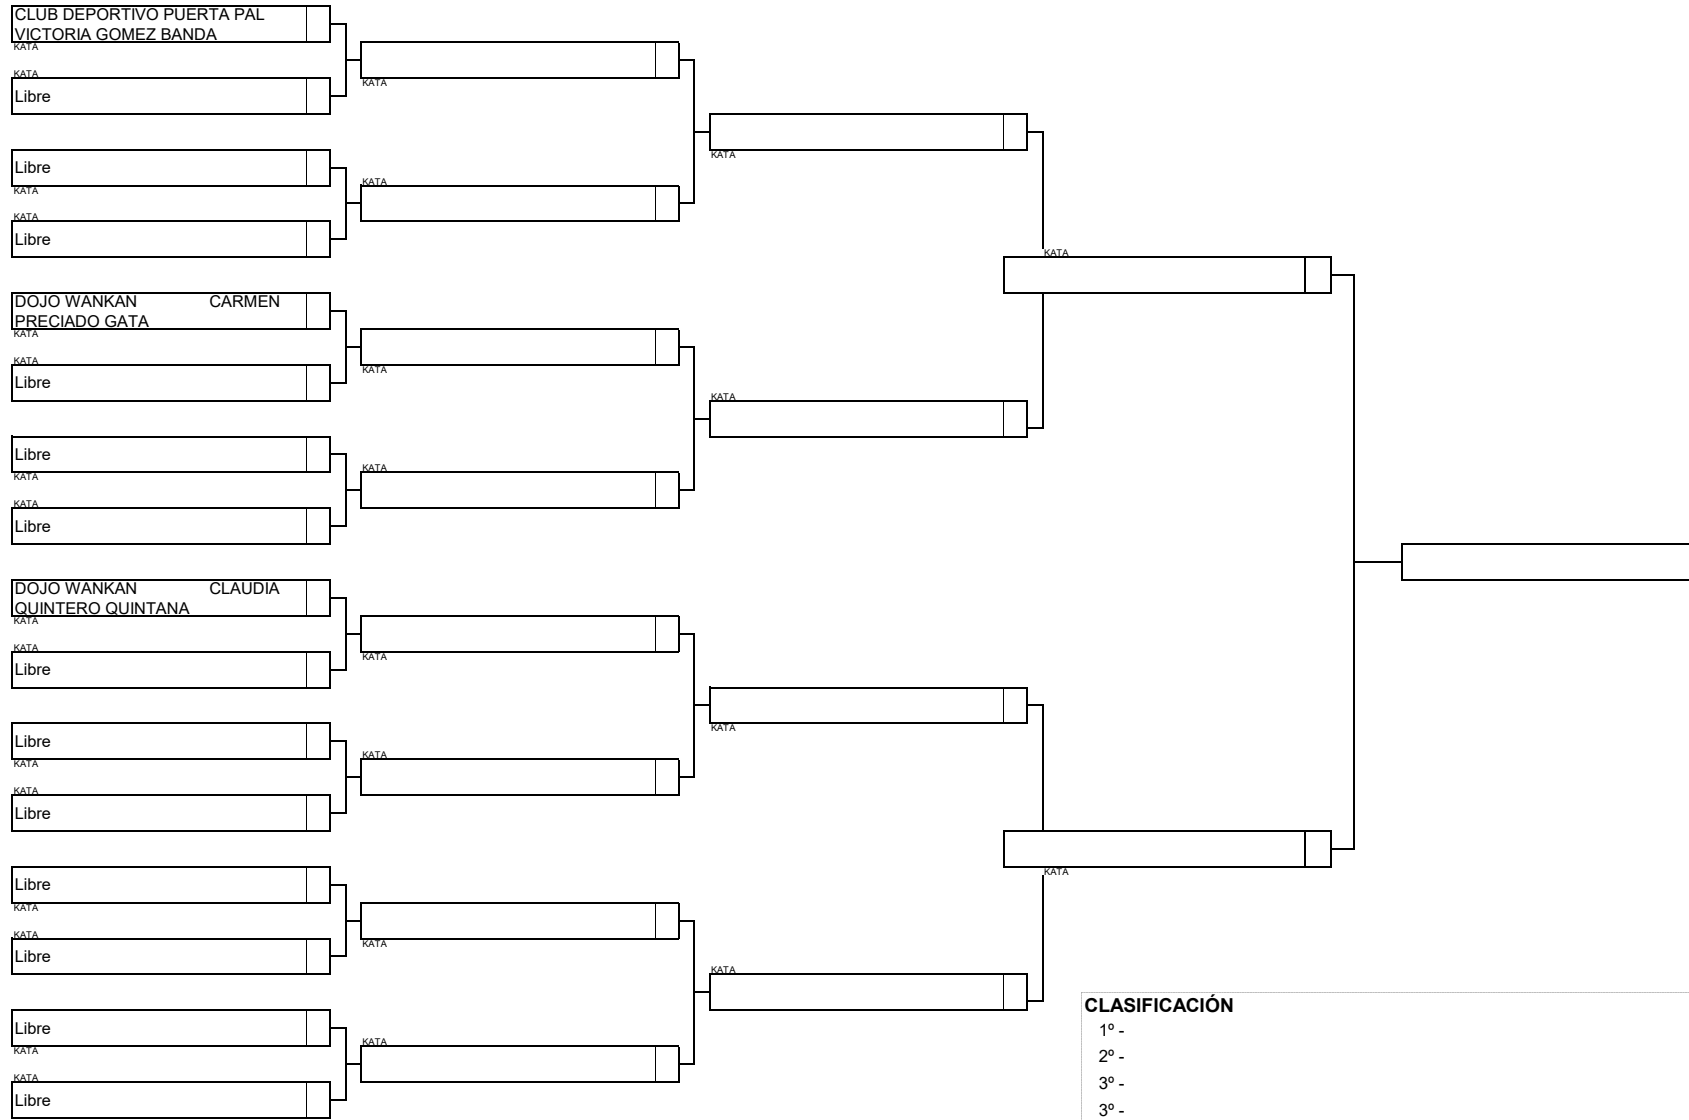 CLUB DEPORTIVO PUERTA PAL
VICTORIA GOMEZ BANDA
KATA
KATA
Libre
KATA
Libre
KATA
KATA
Libre
KATA
KATA
DOJO WANKAN CARMEN
PRECIADO GATA
KATA
KATA
Libre
KATA
Libre
KATA
KATA
Libre
KATA
KATA
KATA
DOJO WANKAN CLAUDIA
QUINTERO QUINTANA
KATA
KATA
Libre
KATA
Libre
KATA
KATA
Libre
KATA
KATA
Libre
KATA
KATA
Libre
KATA
Libre
KATA
KATA
Libre
KATA
KATA
KATA
CLASIFICACIÓN
1º -
2º -
3º -
3º -